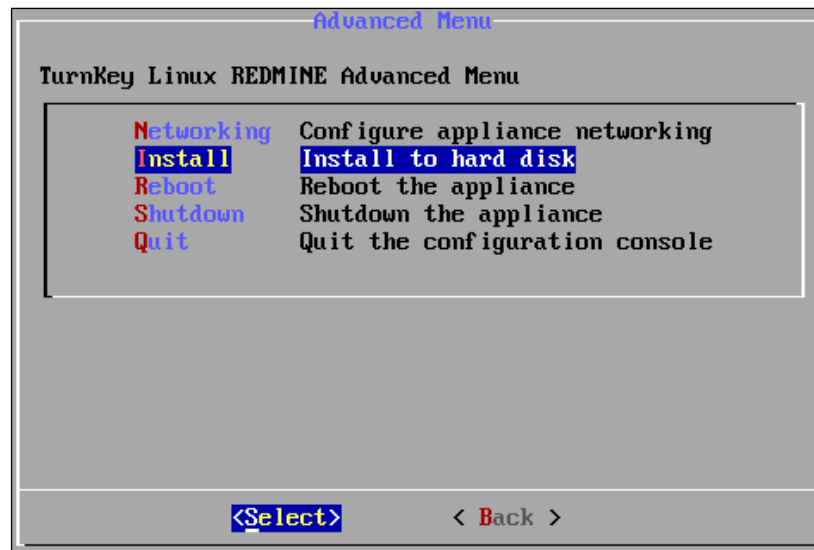 Advanced Menu
TurnKey Linux REDMINE Advanced Menu
Networking Configure appliance networking
Install Install to hard disk
Reboot Reboot the appliance
Shutdown Shutdown the appliance
Quit Quit the configuration console
<Select> < Back >